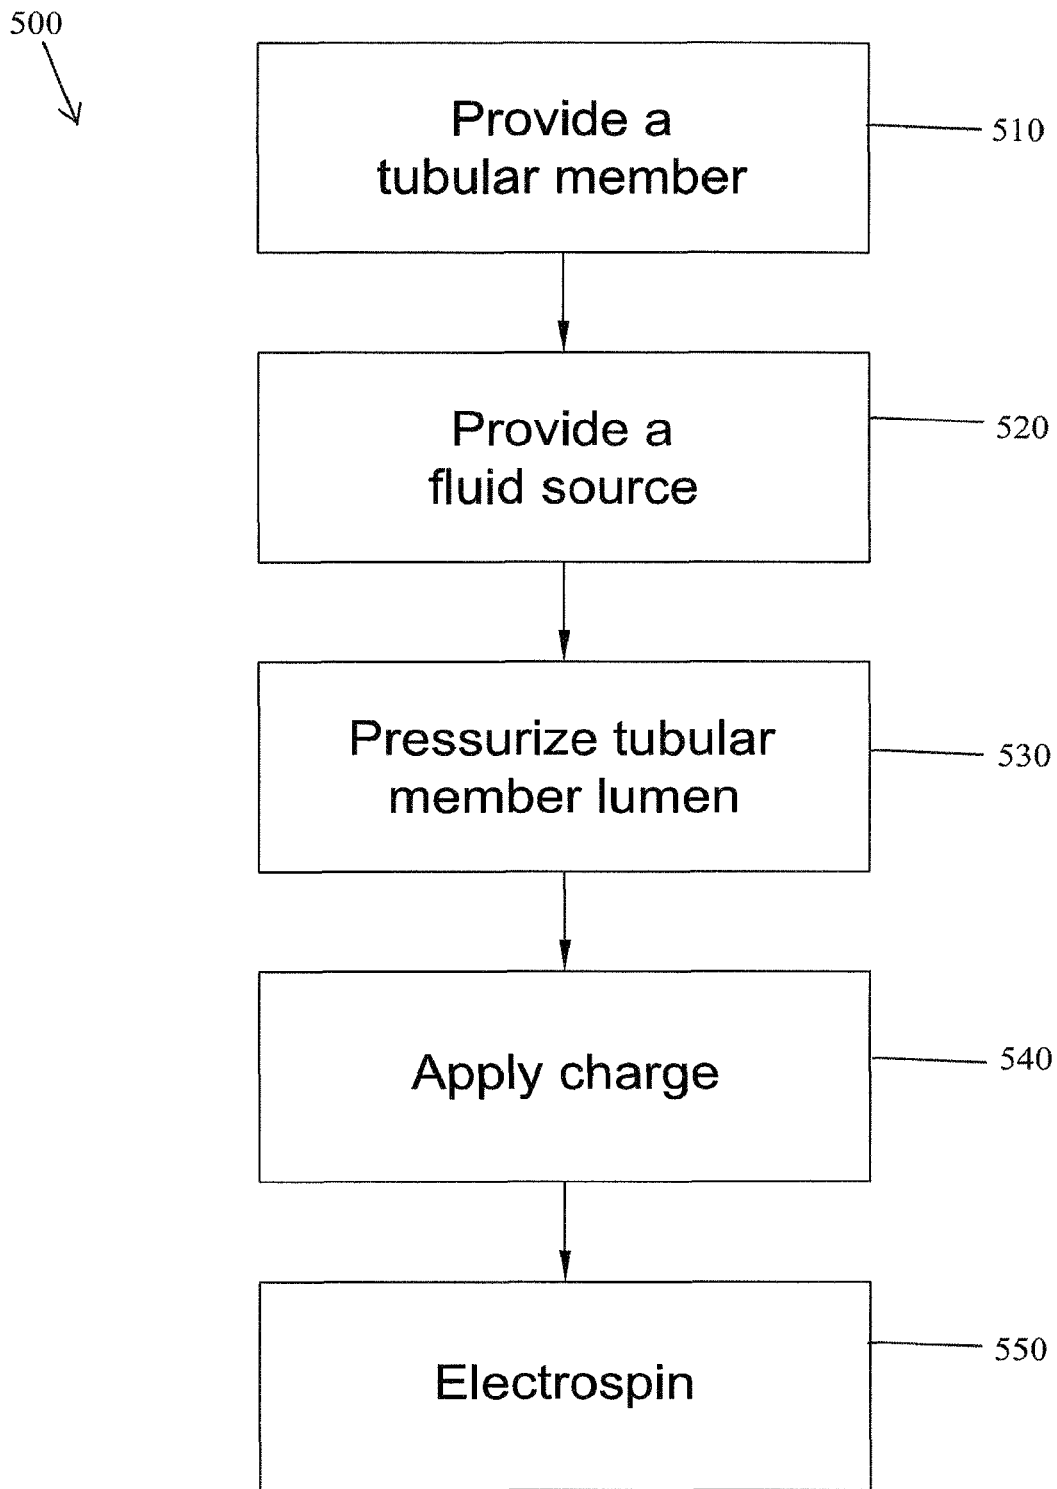 500
Provide a
tubular member
510
Provide a
fluid source
520
Pressurize tubular
member lumen
530
Apply charge
540
Electrospin
550